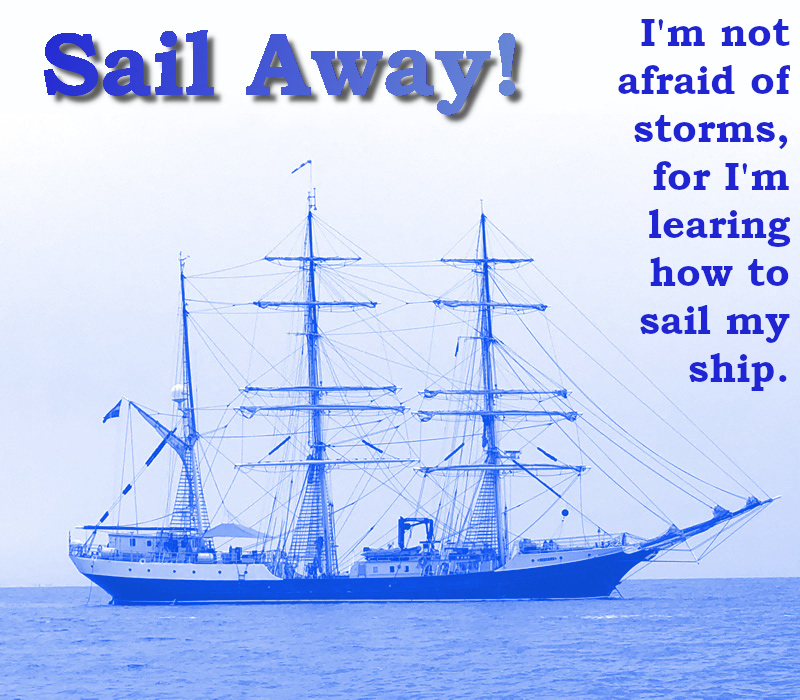 Sail Away!
I'm not
afraid of
storms,
for I'm
learing
how to
sail my
ship.